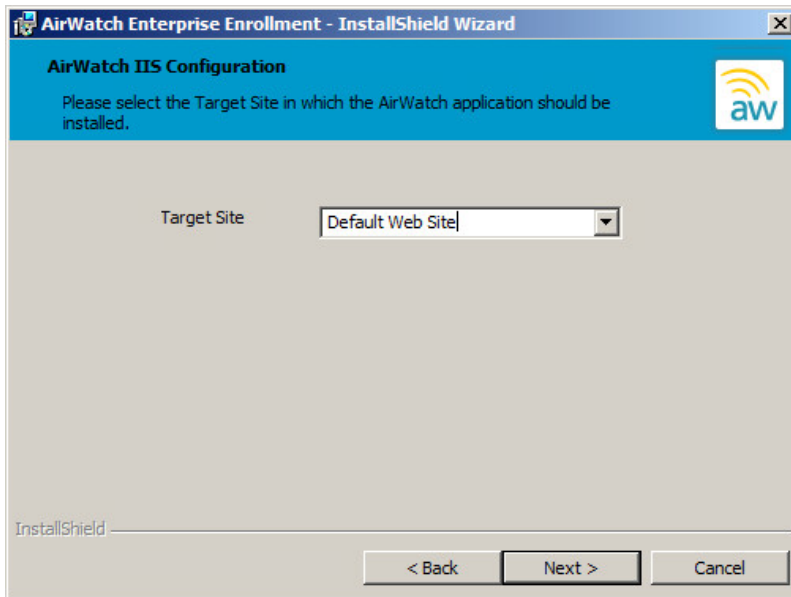 AirWatch Enterprise Enrollment - InstallShield Wizard
AirWatch IIS Configuration
Please select the Target Site in which the AirWatch application should be
installed.
aw
Target Site
Default Web Site
InstallShield
< Back
Next >
Cancel